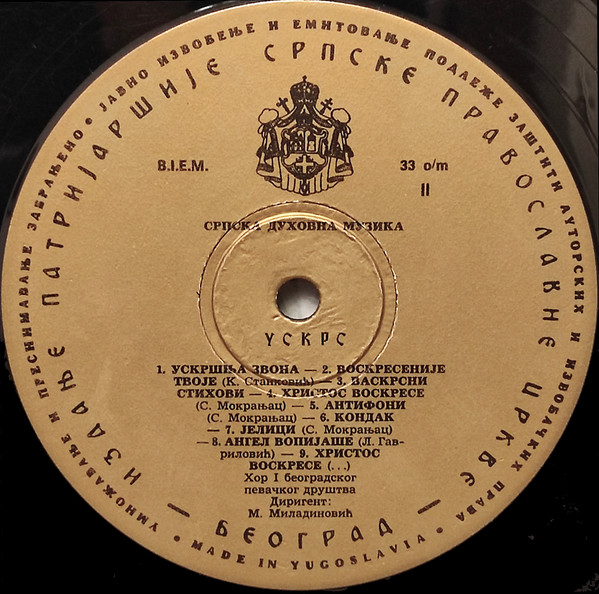 УМНОЖАВАЊЕ И ПРЕСНИМАВАЊЕ ЗАБРАЊЕНО • ЈАВНО ИЗВОЂЕЊЕ И ЕМИТОВАЊЕ ПОДЛЕЖЕ ЗАШТИТИ АУТОРСКИХ И ИЗВОЂАЧКИХ ПРАВА •
ИЗДАЊЕ ПАТРИЈАРШИЈЕ СРПСКЕ ПРАВОСЛАВНЕ ЦРКВЕ
B.I.E.M.
33 o/m
II
СРПСКА ДУХОВНА МУЗИКА
УСКРС
1. УСКРШЊА ЗВОНА — 2. ВОСКРЕСЕНИЈЕ
ТВОЈЕ (К. Станковић) — 3. ВАСКРСНИ
СТИХОВИ — 4. ХРИСТОС ВОСКРЕСЕ
(С. Мокрањац) — 5. АНТИФОНИ
(С. Мокрањац) — 6. КОНДАК
— 7. ЈЕЛИЦИ (С. Мокрањац)
— 8. АНГЕЛ ВОПИЈАШЕ (Л. Гав-
риловић) — 9. ХРИСТОС
ВОСКРЕСЕ (...)
Хор I београдског
певачког друштва
Диригент:
М. Миладиновић
— БЕОГРАД —
• MADE IN YUGOSLAVIA •